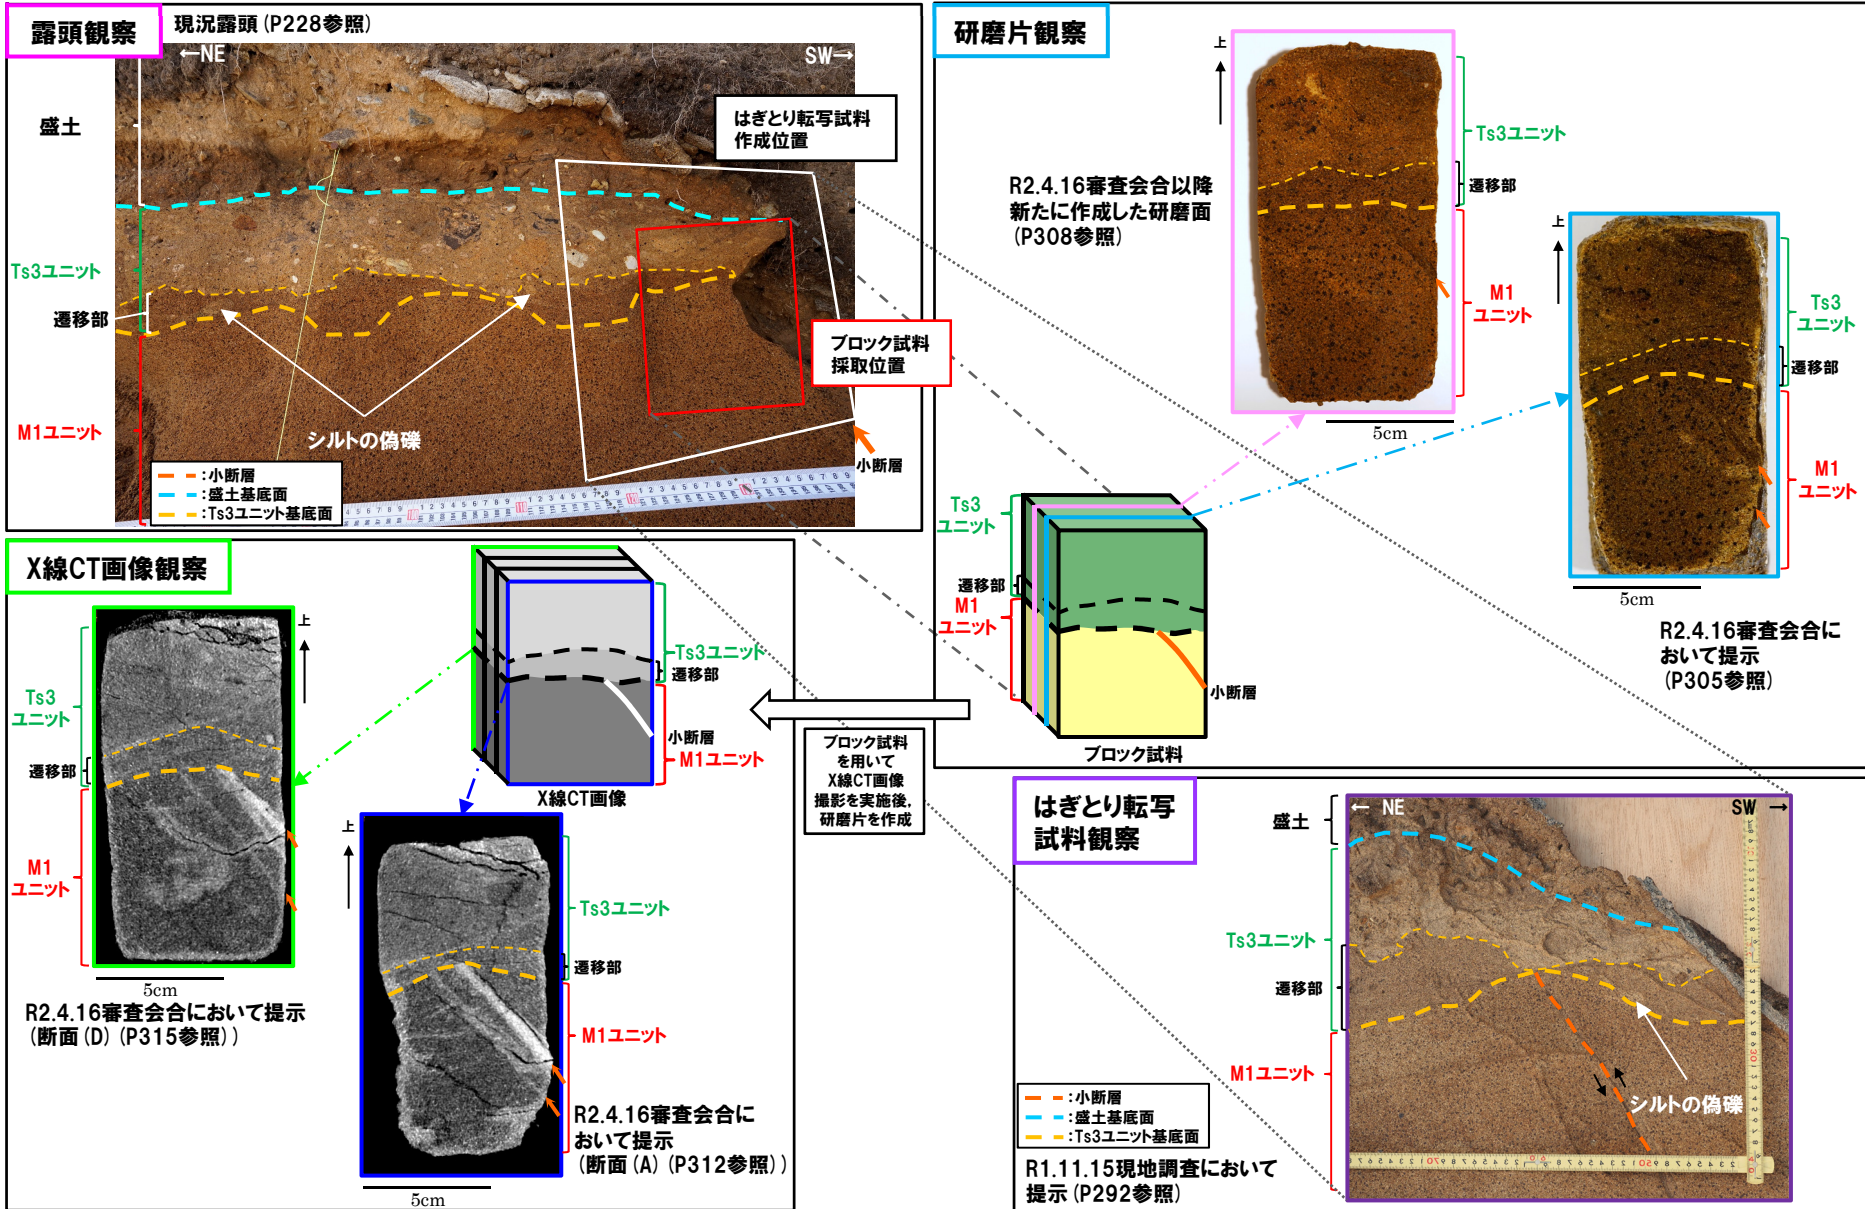 露頭観察
現況露頭(P228参照)
←NE
SW→
盛土
はぎとり転写試料
作成位置
Ts3ユニット
遷移部
ブロック試料
採取位置
M1ユニット
シルトの偽礫
小断層
:小断層
:盛土基底面
:Ts3ユニット基底面
研磨片観察
上
Ts3ユニット
遷移部
R2.4.16審査会合以降
新たに作成した研磨面
(P308参照)
M1
ユニット
5cm
上
Ts3
ユニット
遷移部
M1
ユニット
5cm
R2.4.16審査会合に
おいて提示
(P305参照)
Ts3
ユニット
遷移部
M1
ユニット
小断層
ブロック試料
X線CT画像観察
上
Ts3
ユニット
遷移部
M1
ユニット
5cm
R2.4.16審査会合において提示
(断面(D)(P315参照))
Ts3ユニット
遷移部
小断層
M1ユニット
X線CT画像
ブロック試料
を用いて
X線CT画像
撮影を実施後,
研磨片を作成
上
Ts3ユニット
遷移部
M1ユニット
5cm
R2.4.16審査会合に
おいて提示
(断面(A)(P312参照))
はぎとり転写
試料観察
← NE
SW →
盛土
Ts3ユニット
遷移部
M1ユニット
シルトの偽礫
:小断層
:盛土基底面
:Ts3ユニット基底面
R1.11.15現地調査において
提示(P292参照)